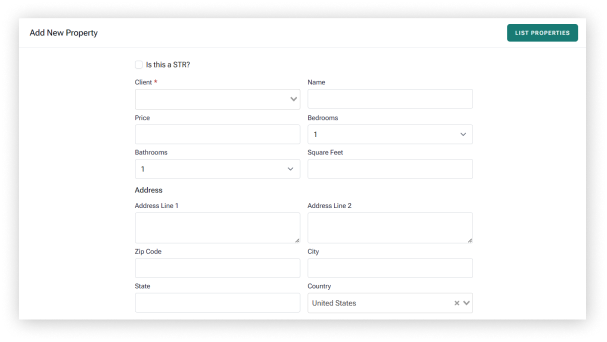 Add New Property
LIST PROPERTIES
Is this a STR?
Client *
Name
Price
Bedrooms
1
Bathrooms
Square Feet
1
Address
Address Line 1
Address Line 2
Zip Code
City
State
Country
United States